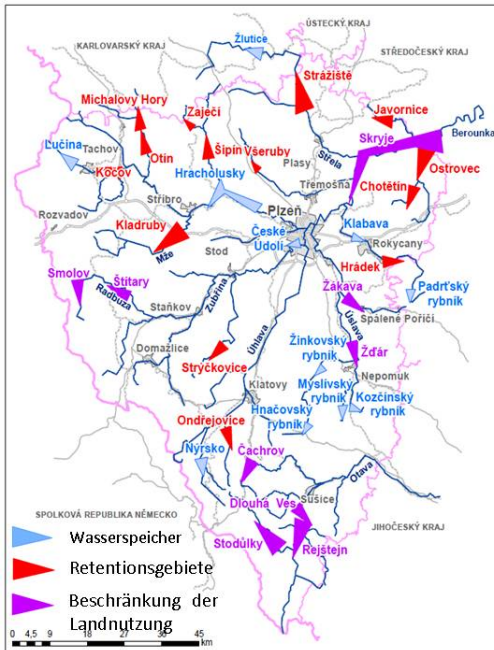 ÚSTECKÝ KRAJ
KARLOVARSKÝ KRAJ
Žlutice
STŘEDOČESKÝ KRAJ
Strážiště
Michalovy Hory
Zaječí
Javornice
Skryje
Berounka
Lučina
Tachov
Otín
Šipín
Všeruby
Plasy
Střela
Ostrovec
Kočov
Hracholusky
Třemošná
Chotětín
Stříbro
Rozvadov
Kladruby
Plzeň
České
Údolí
Klabava
Rokycany
Mže
Stod
Hrádek
Smolov
Štítary
Radbuza
Zubřina
Žákava
Padrťský
rybník
Staňkov
Úslava
Spálené Poříčí
Úhlava
Žinkovský
rybník
Žďár
Domažlice
Strýčkovice
Nepomuk
Klatovy
Myslivský
rybník
Kozčínský
rybník
Hnačovský
rybník
Ondřejovice
Nýrsko
Čachrov
Otava
Dlouhá Ves
Sušice
SPOLKOVÁ REPUBLIKA NĚMECKO
JIHOČESKÝ KRAJ
Stodůlky
Rejštejn
Wasserspeicher
Retentionsgebiete
Beschränkung der
Landnutzung
0 4,5 9 18 27 36 45
km